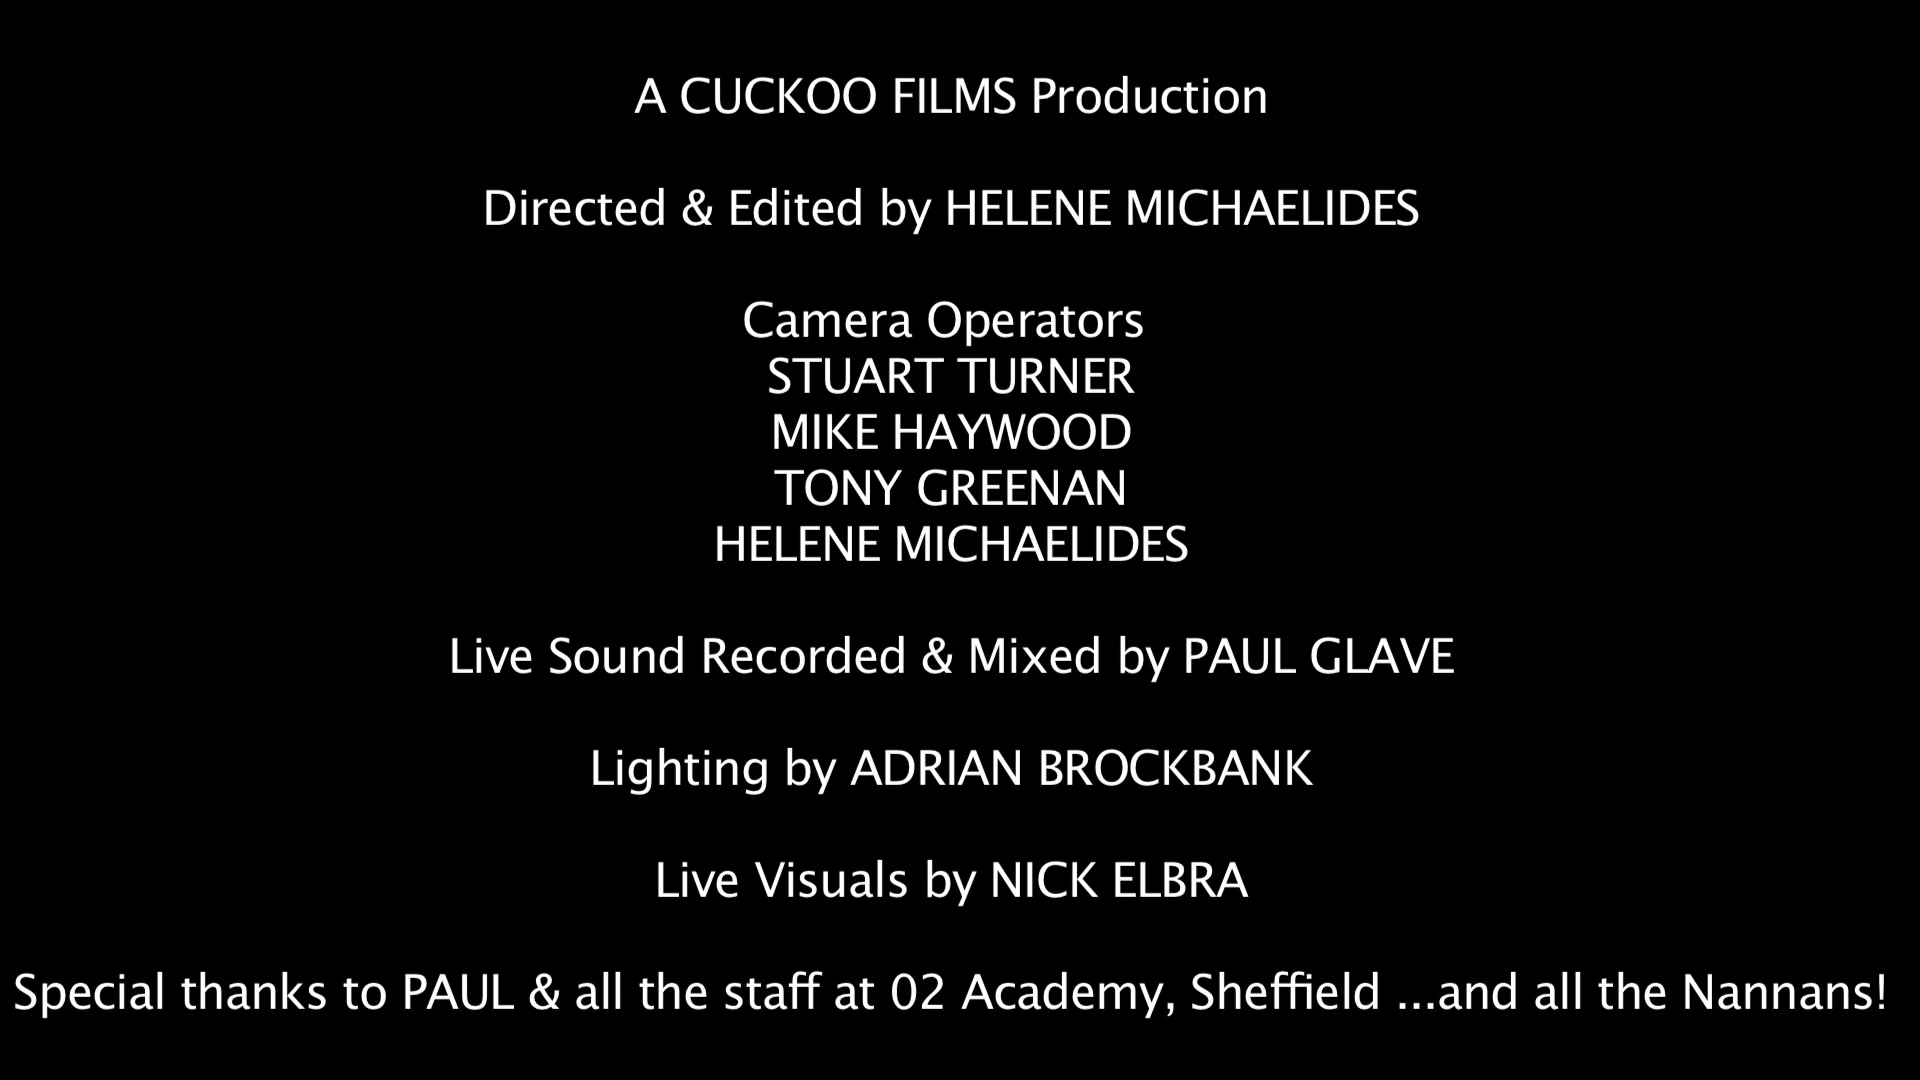 A CUCKOO FILMS Production
Directed & Edited by HELENE MICHAELIDES
Camera Operators
STUART TURNER
MIKE HAYWOOD
TONY GREENAN
HELENE MICHAELIDES
Live Sound Recorded & Mixed by PAUL GLAVE
Lighting by ADRIAN BROCKBANK
Live Visuals by NICK ELBRA
Special thanks to PAUL & all the staff at 02 Academy, Sheffield ...and all the Nannans!